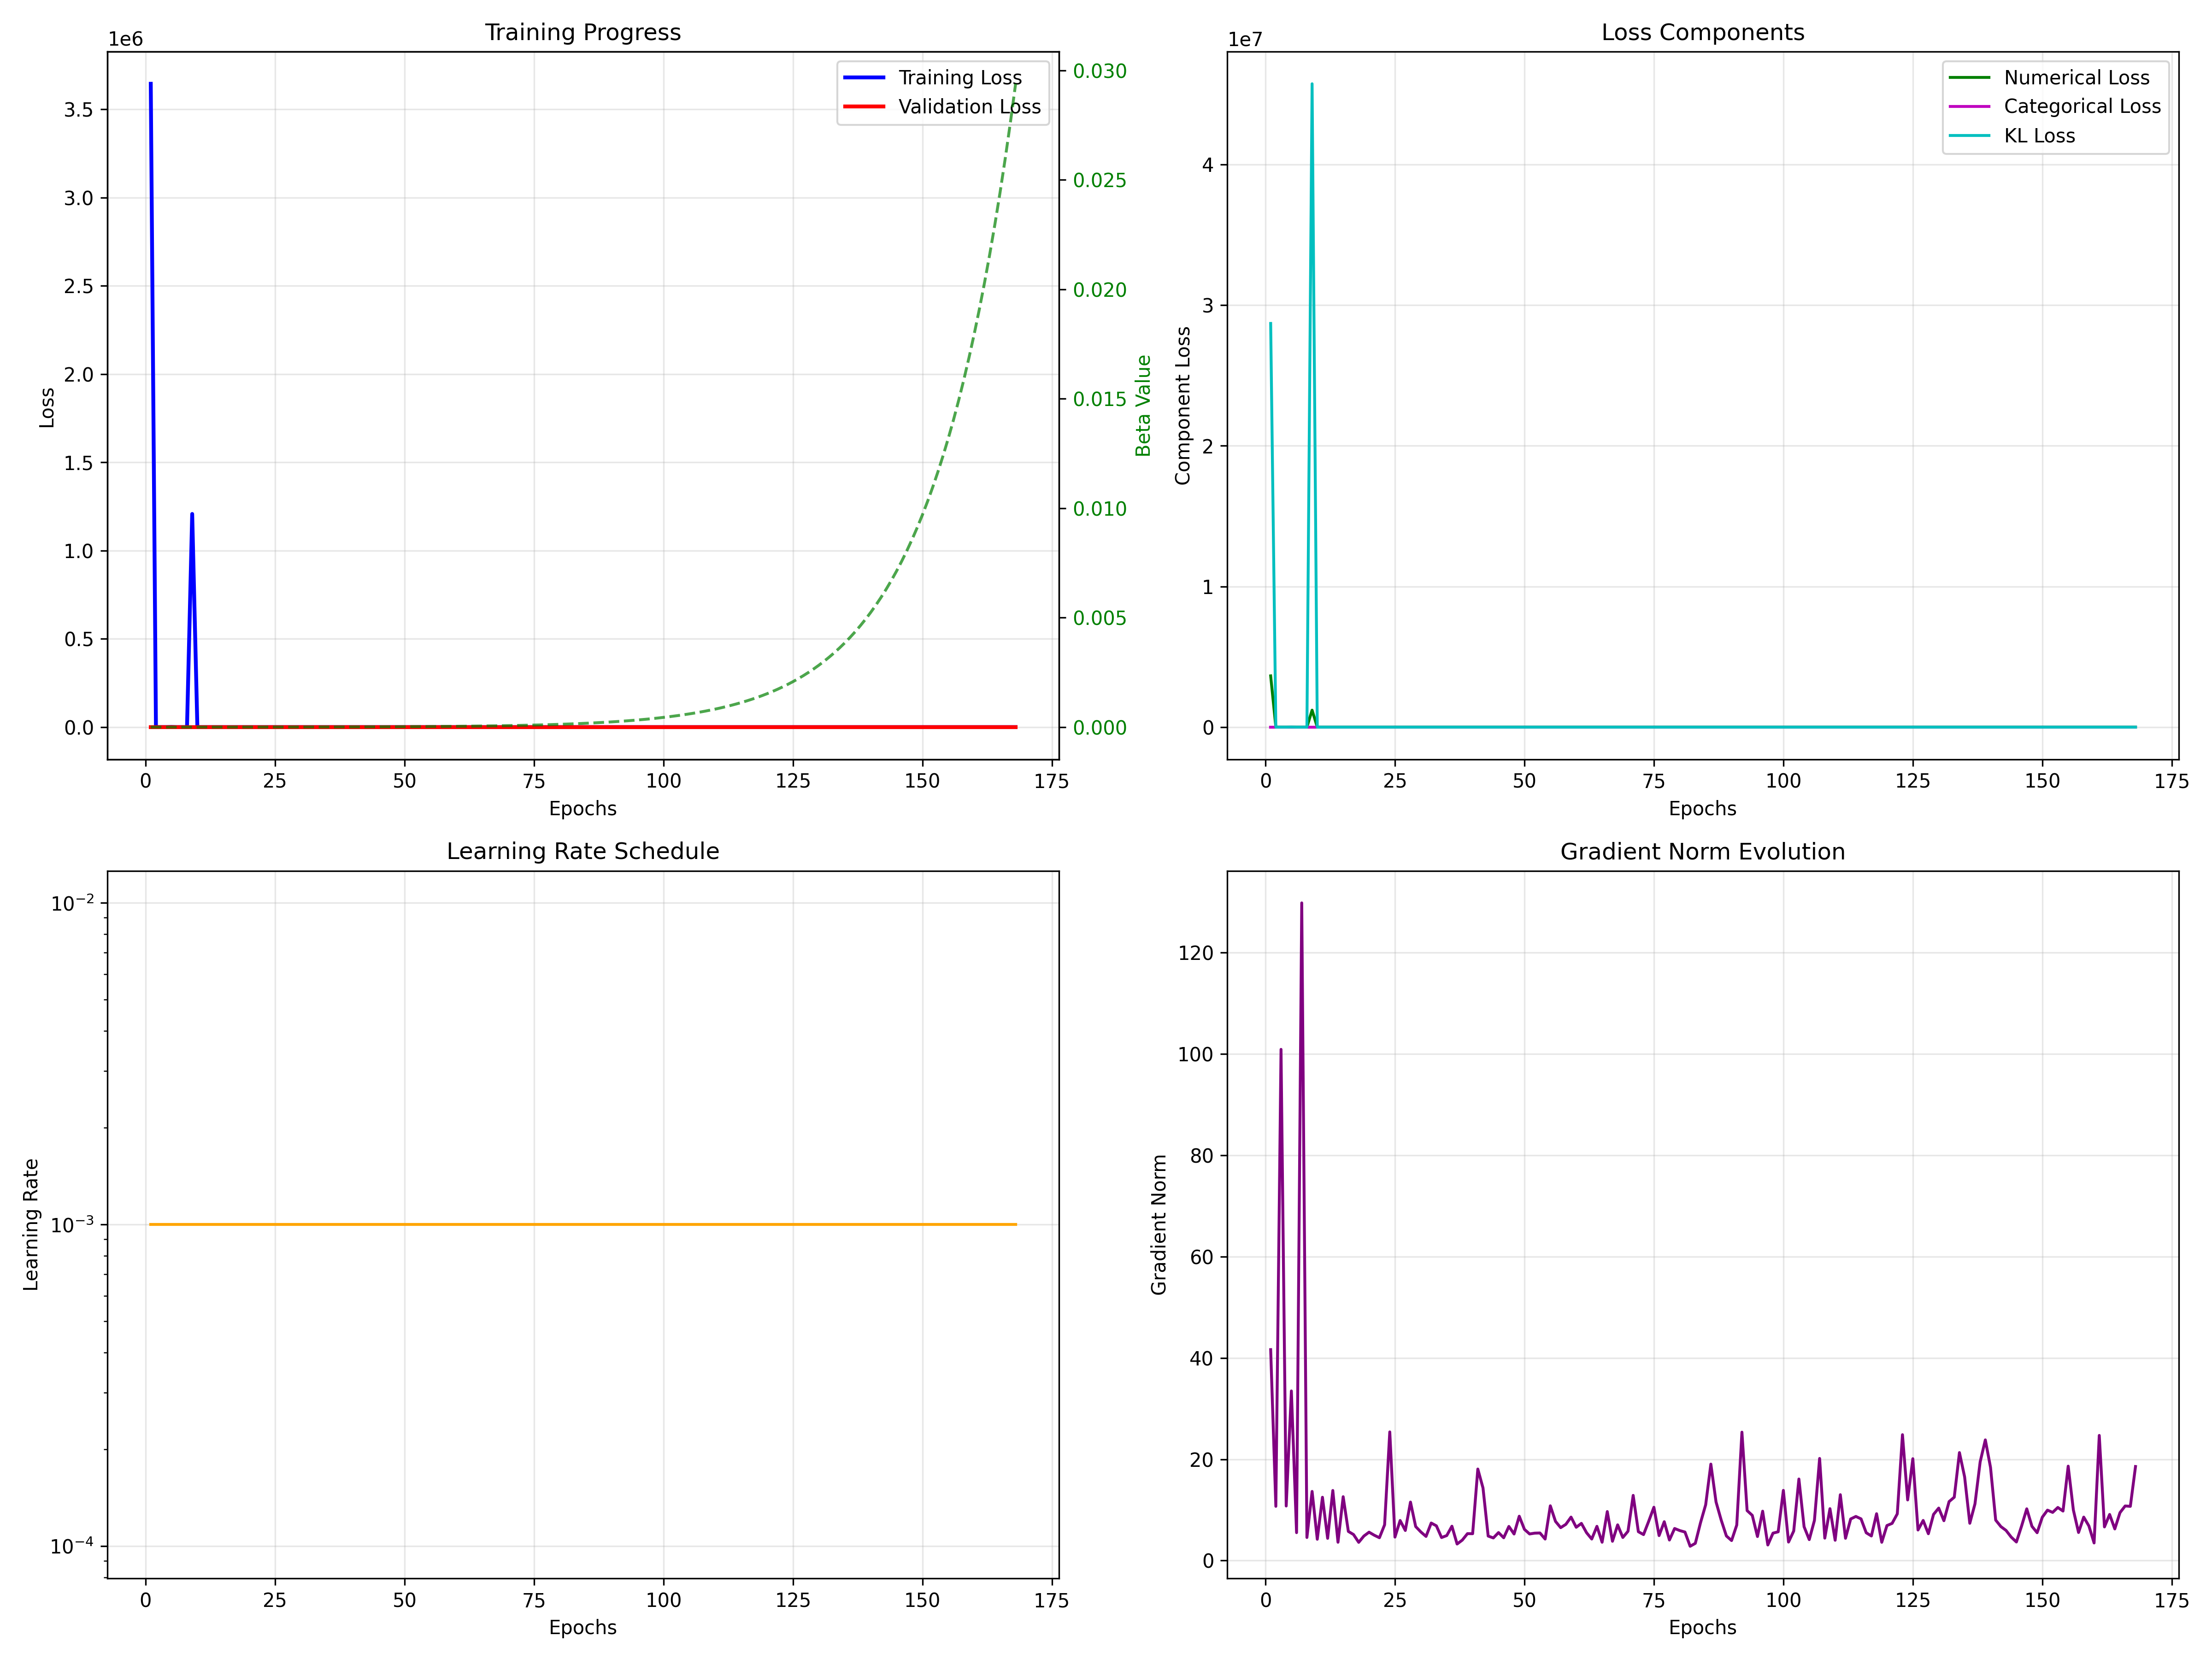 Training Progress
1e6
Training Loss
Validation Loss
3.5
3.0
2.5
2.0
1.5
1.0
0.5
0.0
Loss
0.030
0.025
0.020
0.015
0.010
0.005
0.000
Beta Value
0 25 50 75 100 125 150 175
Epochs
Loss Components
1e7
Numerical Loss
Categorical Loss
KL Loss
4
3
2
1
0
Component Loss
0 25 50 75 100 125 150 175
Epochs
Learning Rate Schedule
10⁻²
10⁻³
10⁻⁴
Learning Rate
0 25 50 75 100 125 150 175
Epochs
Gradient Norm Evolution
120
100
80
60
40
20
0
Gradient Norm
0 25 50 75 100 125 150 175
Epochs